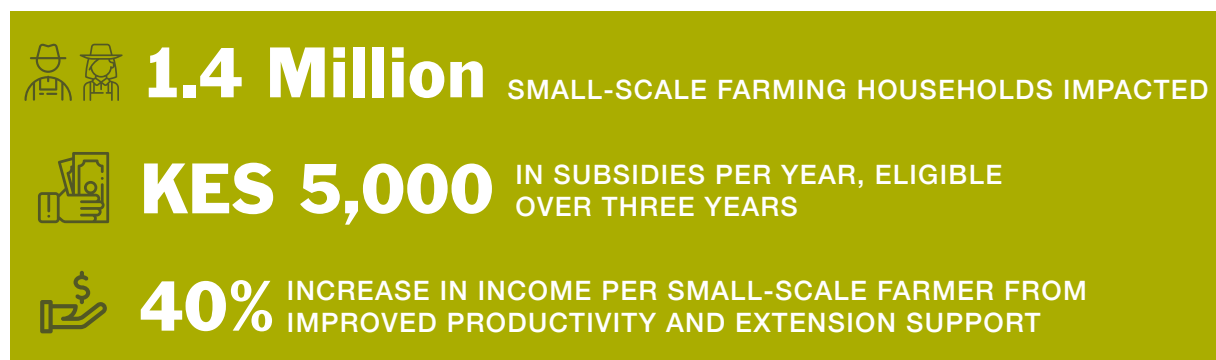 1.4 Million SMALL-SCALE FARMING HOUSEHOLDS IMPACTED
KES 5,000 IN SUBSIDIES PER YEAR, ELIGIBLE
OVER THREE YEARS
40% INCREASE IN INCOME PER SMALL-SCALE FARMER FROM
IMPROVED PRODUCTIVITY AND EXTENSION SUPPORT